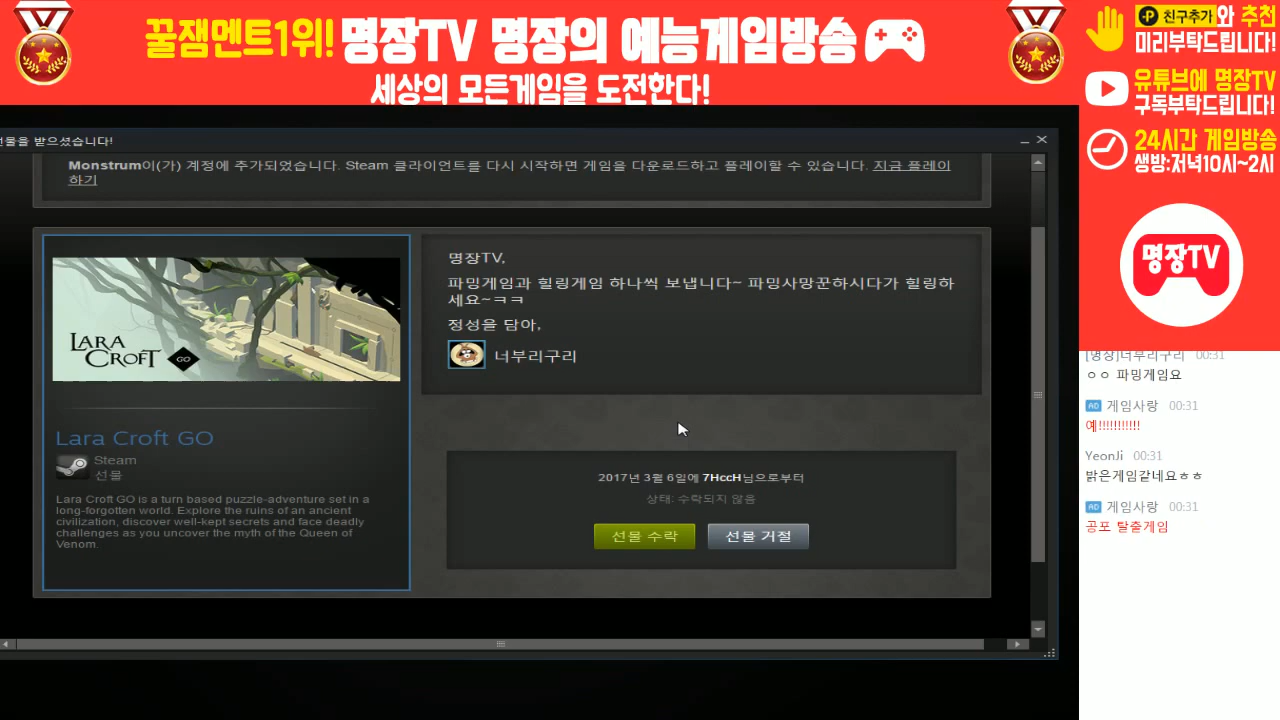 꿀잼멘트1위! 명장TV 명장의 예능게임방송
세상의 모든게임을 도전한다!
P 친구추가와 추천
미리부탁드립니다!
유튜브에 명장TV
구독부탁드립니다!
24시간 게임방송
생방:저녁10시~2시
명장TV
선물을 받으셨습니다!
Monstrum이(가) 계정에 추가되었습니다. Steam 클라이언트를 다시 시작하면 게임을 다운로드하고 플레이할 수 있습니다. 지금 플레이
하기
LARA
CROFT GO
Lara Croft GO
Steam
선물
Lara Croft GO is a turn based puzzle-adventure set in a
long-forgotten world. Explore the ruins of an ancient
civilization, discover well-kept secrets and face deadly
challenges as you uncover the myth of the Queen of
Venom.
명장TV,
파밍게임과 힐링게임 하나씩 보냅니다~ 파밍사망꾼하시다가 힐링하
세요~ㅋㅋ
정성을 담아,
너부리구리
2017년 3월 6일에 7HccH님으로부터
상태: 수락되지 않음
선물 수락
선물 거절
[명장]너부리구리 00:31
ㅇㅇ 파밍게임요
AD 게임사랑 00:31
예!!!!!!!!!!!
YeonJi 00:31
밝은게임같네요ㅎㅎ
AD 게임사랑 00:31
공포 탈출게임